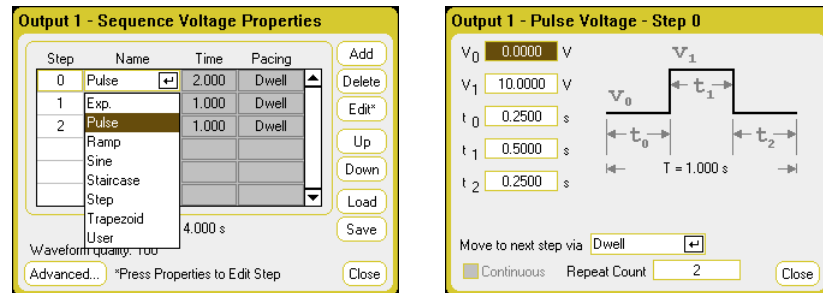 Output 1 - Sequence Voltage Properties
Step Name Time Pacing
0 Pulse 2.000 Dwell
1 Exp. 1.000 Dwell
2 Pulse 1.000 Dwell
Ramp
Sine
Staircase
Step
Trapezoid
User
4.000 s
Waveform quality: 100
Advanced... *Press Properties to Edit Step Close
Add
Delete
Edit*
Up
Down
Load
Save
Output 1 - Pulse Voltage - Step 0
V0 0.0000 V
V1 10.0000 V
t0 0.2500 s
t1 0.5000 s
t2 0.2500 s
V1
V0
t1
t0
t2
T = 1.000 s
Move to next step via Dwell
Continuous Repeat Count 2
Close